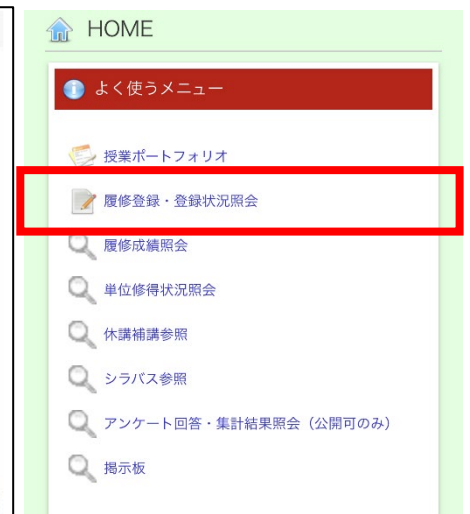 HOME
よく使うメニュー
授業ポートフォリオ
履修登録・登録状況照会
履修成績照会
単位修得状況照会
休講補講参照
シラバス参照
アンケート回答・集計結果照会（公開可のみ）
掲示板